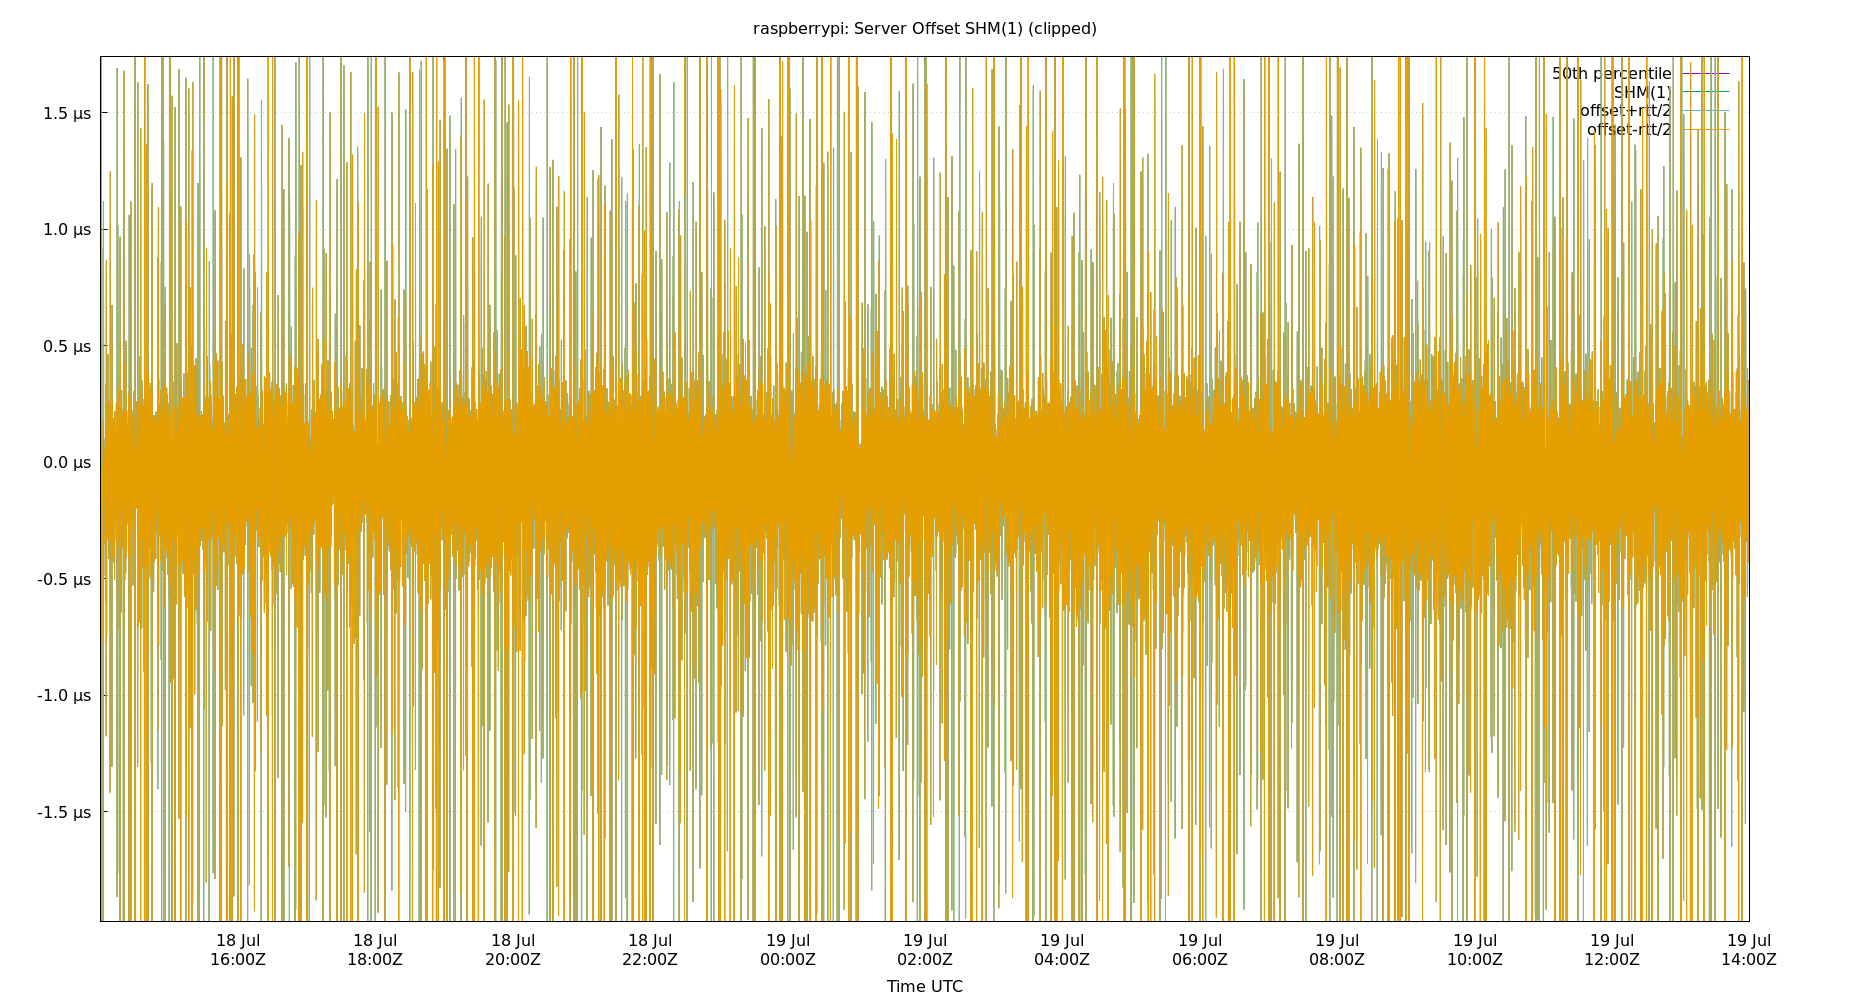 raspberrypi: Server Offset SHM(1) (clipped)
50th percentile
SHM(1)
offset+rtt/2
offset-rtt/2
1.5 µs
1.0 µs
0.5 µs
0.0 µs
-0.5 µs
-1.0 µs
-1.5 µs
18 Jul 18 Jul 18 Jul 18 Jul 19 Jul 19 Jul 19 Jul 19 Jul 19 Jul 19 Jul 19 Jul 19 Jul
16:00Z 18:00Z 20:00Z 22:00Z 00:00Z 02:00Z 04:00Z 06:00Z 08:00Z 10:00Z 12:00Z 14:00Z
Time UTC